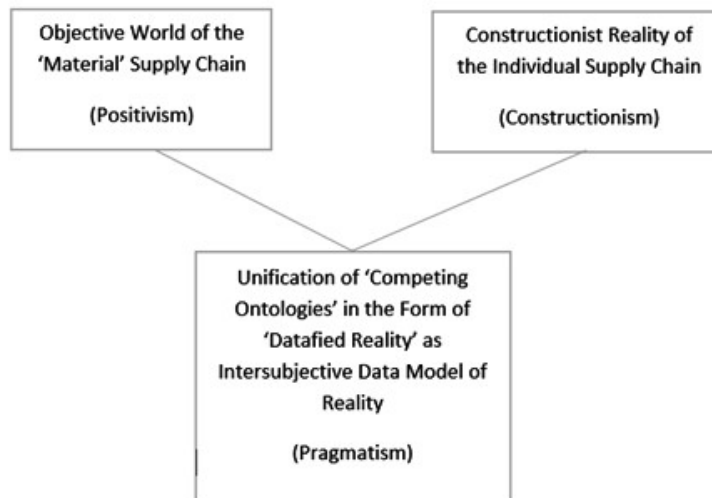 Objective World of the
‘Material’ Supply Chain
(Positivism)
Constructionist Reality of
the Individual Supply Chain
(Constructionism)
Unification of ‘Competing
Ontologies’ in the Form of
‘Datafied Reality’ as
Intersubjective Data Model of
Reality
(Pragmatism)